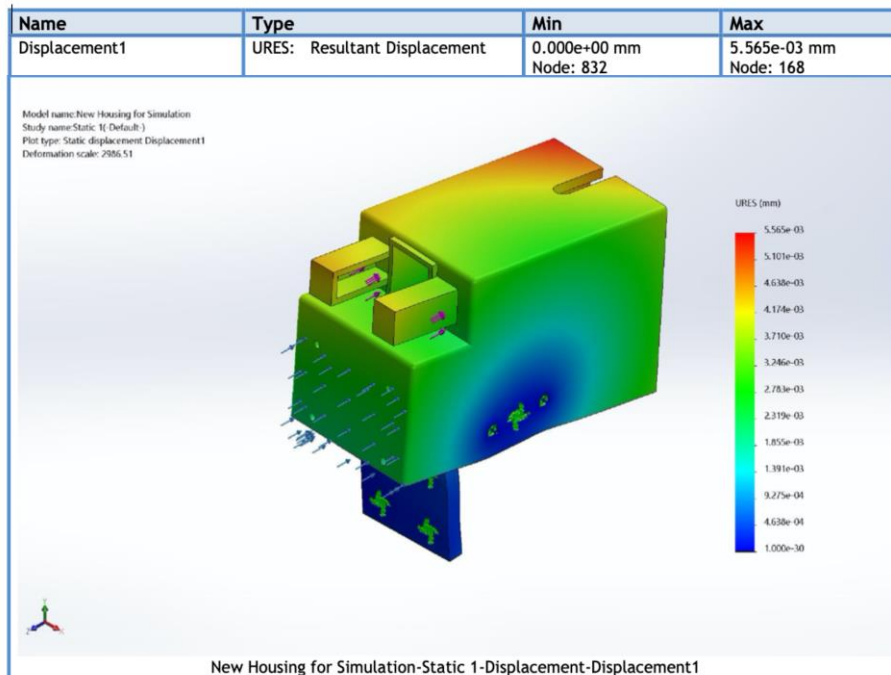 Name Type Min Max
Displacement1 URES: Resultant Displacement 0.000e+00 mm 5.565e-03 mm
Node: 832 Node: 168
Model name:New Housing for Simulation
Study name:Static 1(-Default-)
Plot type: Static displacement Displacement1
Deformation scale: 2986.51
URES (mm)
5.565e-03
5.101e-03
4.638e-03
4.174e-03
3.710e-03
3.246e-03
2.783e-03
2.319e-03
1.855e-03
1.391e-03
9.275e-04
4.638e-04
1.000e-30
New Housing for Simulation-Static 1-Displacement-Displacement1